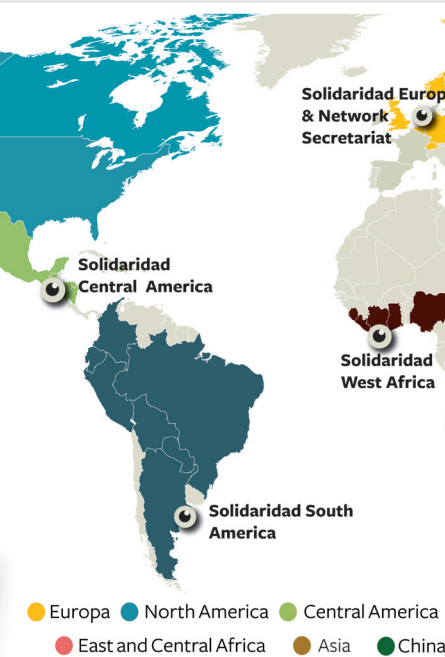 Solidaridad Europ
& Network
Secretariat
Solidaridad
Central America
Solidaridad
West Africa
Solidaridad South
America
Europa North America Central America
East and Central Africa Asia China